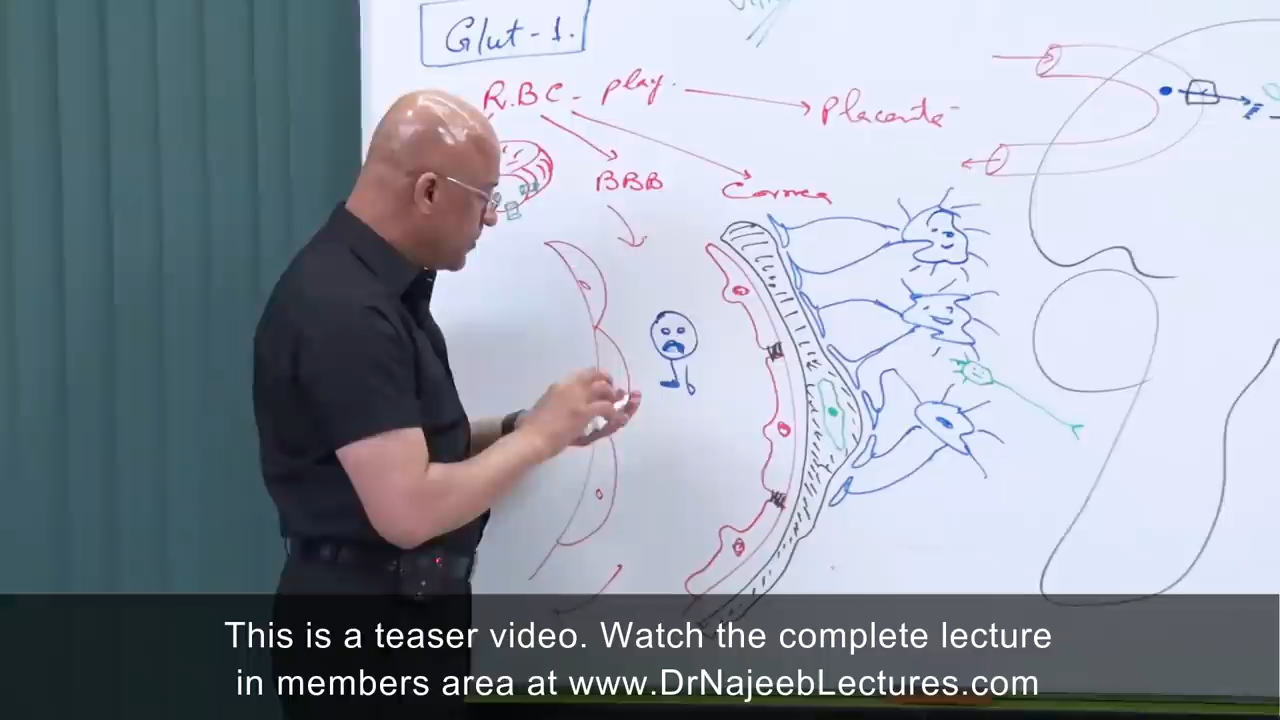 Glut-1.
R.B.C - play.
Placenta
BBB
Cornea
This is a teaser video. Watch the complete lecture
in members area at www.DrNajeebLectures.com